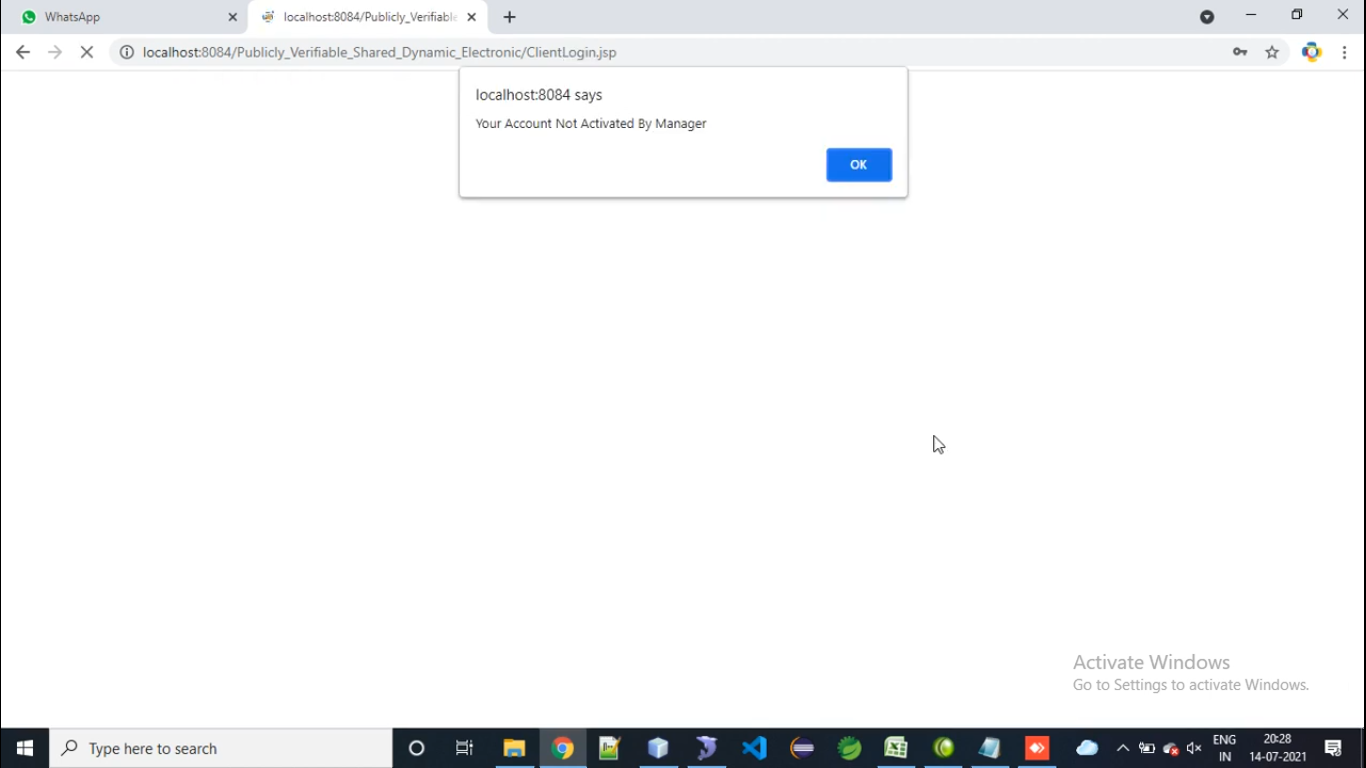 WhatsApp
localhost:8084/Publicly_Verifiable
localhost:8084/Publicly_Verifiable_Shared_Dynamic_Electronic/ClientLogin.jsp
localhost:8084 says
Your Account Not Activated By Manager
OK
Activate Windows
Go to Settings to activate Windows.
Type here to search
ENG
IN
20:28
14-07-2021